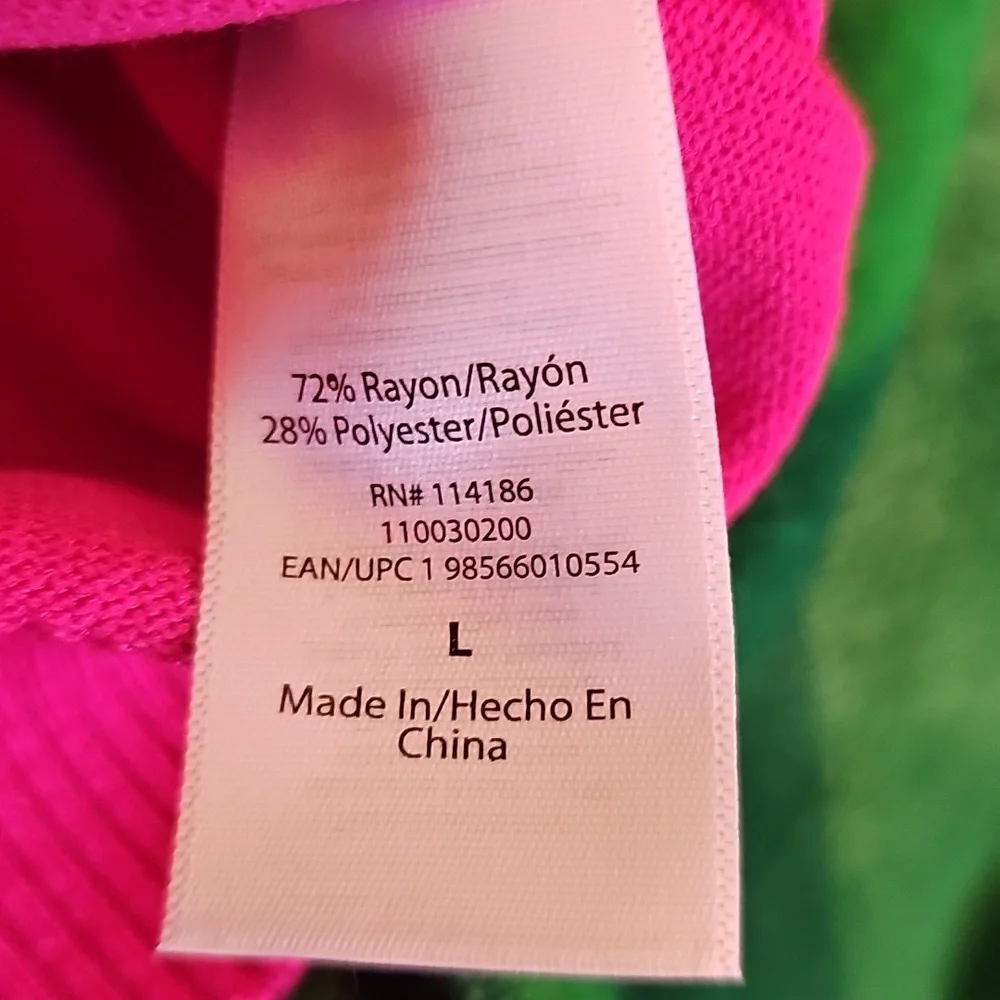 72% Rayon/Rayón
28% Polyester/Poliéster
RN# 114186
110030200
EAN/UPC 1 98566010554
L
Made In/Hecho En
China